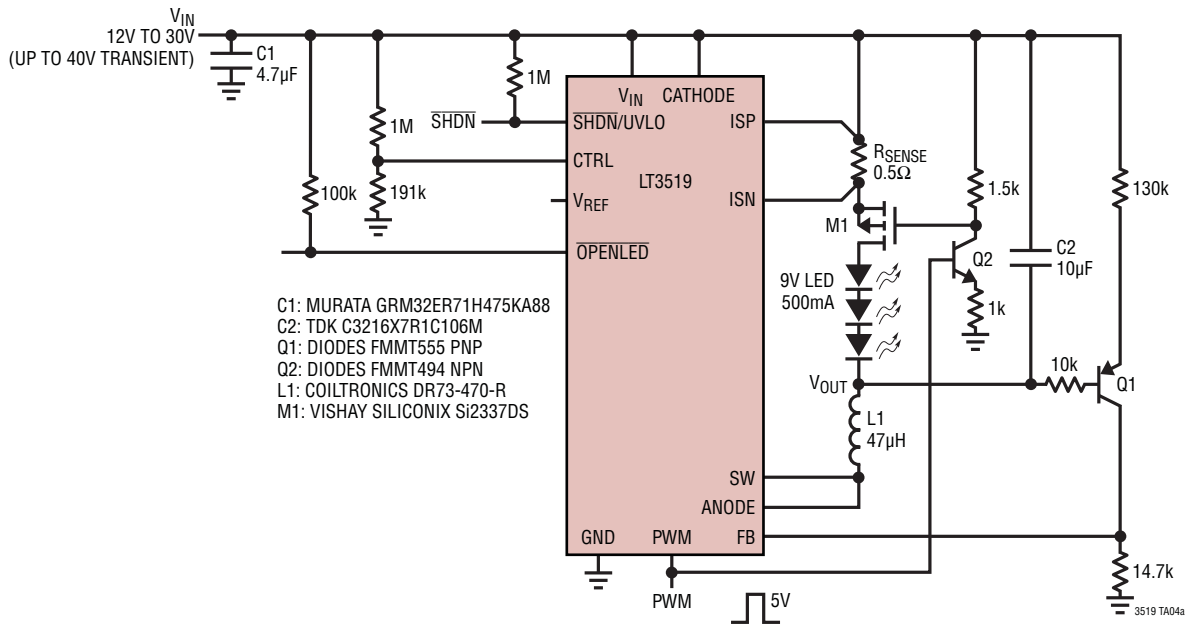 VIN
12V TO 30V
(UP TO 40V TRANSIENT)
C1
4.7µF
1M
1M
SHDN
191k
100k
VIN
CATHODE
SHDN/UVLO
ISP
CTRL
LT3519
VREF
ISN
OPENLED
RSENSE
0.5Ω
M1
1.5k
130k
Q2
C2
10µF
9V LED
500mA
1k
C1: MURATA GRM32ER71H475KA88
C2: TDK C3216X7R1C106M
Q1: DIODES FMMT555 PNP
Q2: DIODES FMMT494 NPN
L1: COILTRONICS DR73-470-R
M1: VISHAY SILICONIX Si2337DS
VOUT
10k
Q1
L1
47µH
SW
ANODE
GND
PWM
FB
14.7k
PWM
5V
3519 TA04a